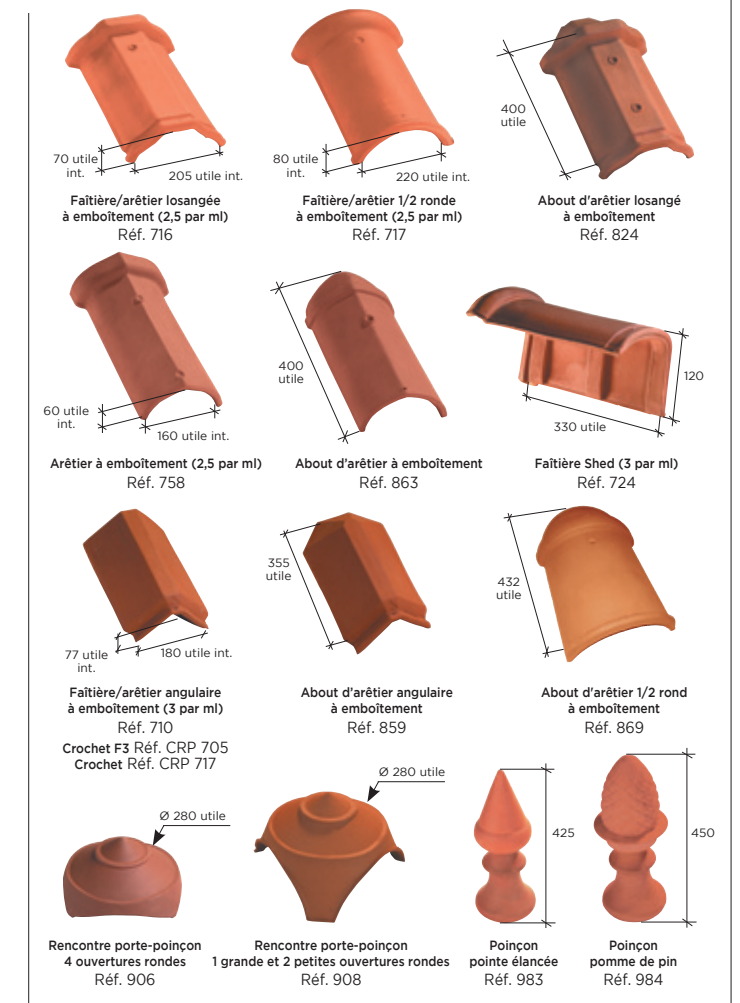 70 utile
int.
205 utile int.
Faîtière/arêtier losangée
à emboîtement (2,5 par ml)
Réf. 716
80 utile
int.
220 utile int.
Faîtière/arêtier 1/2 ronde
à emboîtement (2,5 par ml)
Réf. 717
400
utile
About d'arêtier losangé
à emboîtement
Réf. 824
60 utile
int.
160 utile int.
Arêtier à emboîtement (2,5 par ml)
Réf. 758
400
utile
About d'arêtier à emboîtement
Réf. 863
120
330 utile
Faîtière Shed (3 par ml)
Réf. 724
77 utile
int.
180 utile int.
Faîtière/arêtier angulaire
à emboîtement (3 par ml)
Réf. 710
Crochet F3 Réf. CRP 705
Crochet Réf. CRP 717
355
utile
About d'arêtier angulaire
à emboîtement
Réf. 859
432
utile
About d'arêtier 1/2 rond
à emboîtement
Réf. 869
Ø 280 utile
Rencontre porte-poinçon
4 ouvertures rondes
Réf. 906
Ø 280 utile
Rencontre porte-poinçon
1 grande et 2 petites ouvertures rondes
Réf. 908
425
Poinçon
pointe élancée
Réf. 983
450
Poinçon
pomme de pin
Réf. 984